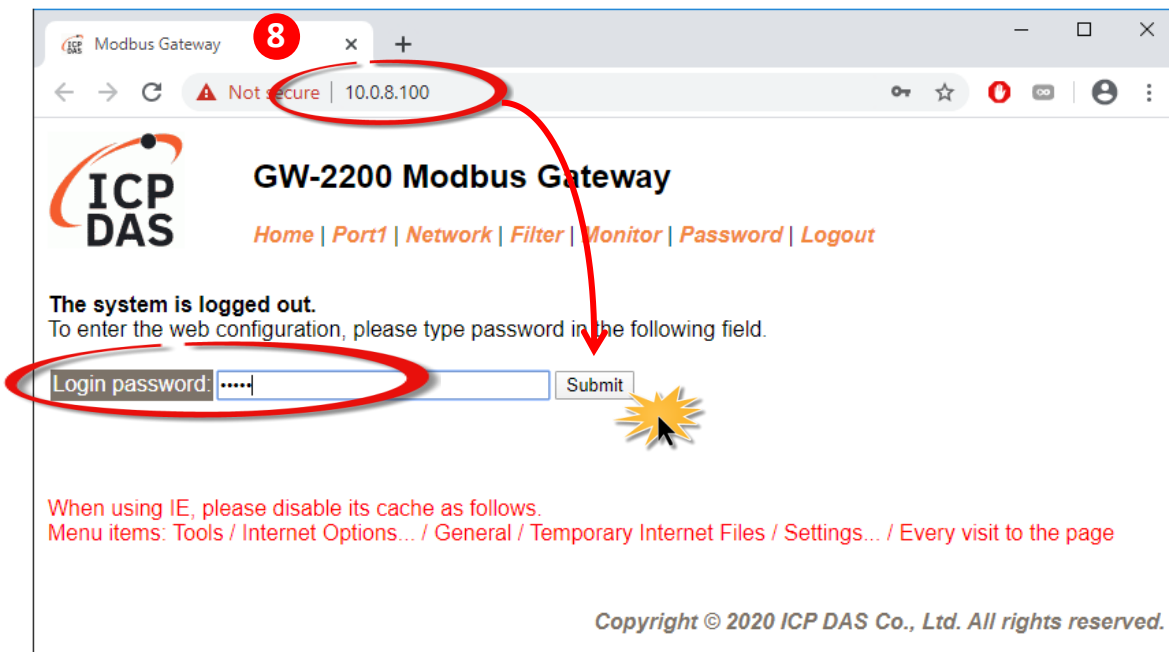 Modbus Gateway
8
Not secure | 10.0.8.100
ICP
DAS
GW-2200 Modbus Gateway
Home | Port1 | Network | Filter | Monitor | Password | Logout
The system is logged out.
To enter the web configuration, please type password in the following field.
Login password: ••••• Submit
When using IE, please disable its cache as follows.
Menu items: Tools / Internet Options... / General / Temporary Internet Files / Settings... / Every visit to the page
Copyright © 2020 ICP DAS Co., Ltd. All rights reserved.